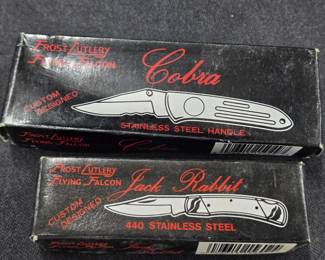 FROST CUTLERY
FLYING FALCON
Cobra
CUSTOM
DESIGNED
STAINLESS STEEL HANDLE
FROST CUTLERY
FLYING FALCON
Jack Rabbit
CUSTOM
DESIGNED
440 STAINLESS STEEL